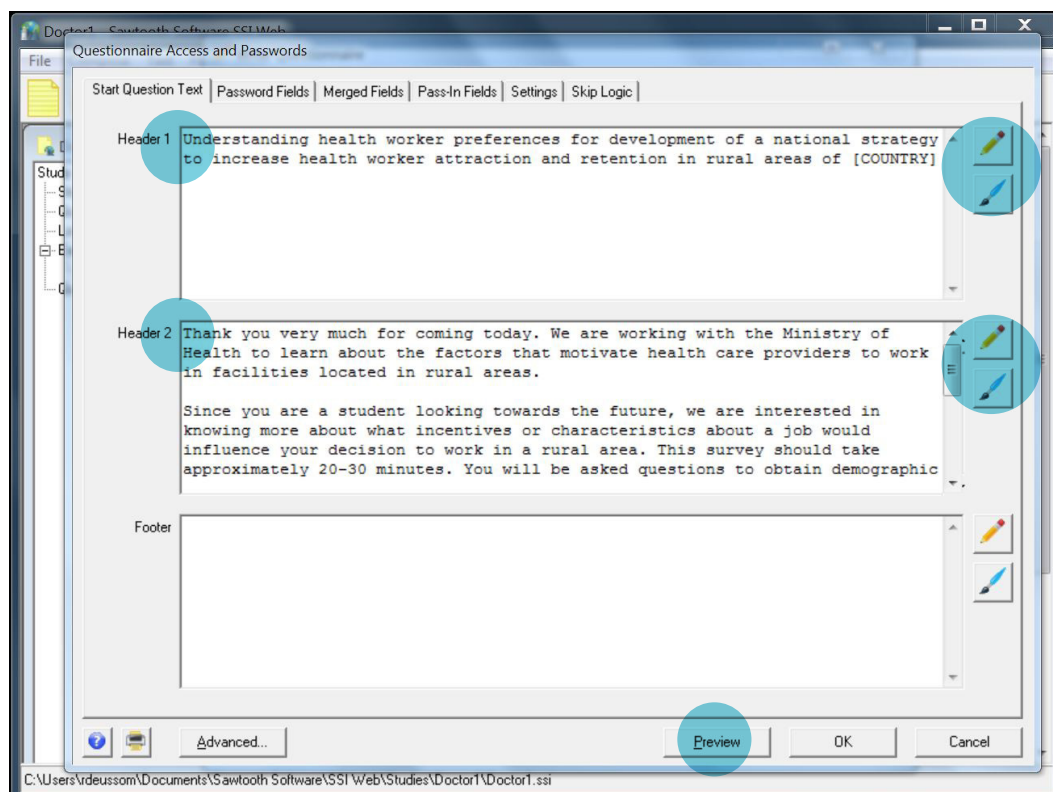 Doctor1 - Sawtooth Software SSI Web
Questionnaire Access and Passwords
File
Start Question Text Password Fields Merged Fields Pass-In Fields Settings Skip Logic
Header 1
Understanding health worker preferences for development of a national strategy
to increase health worker attraction and retention in rural areas of [COUNTRY]
Stud
Header 2
Thank you very much for coming today. We are working with the Ministry of
Health to learn about the factors that motivate health care providers to work
in facilities located in rural areas.
Since you are a student looking towards the future, we are interested in
knowing more about what incentives or characteristics about a job would
influence your decision to work in a rural area. This survey should take
approximately 20-30 minutes. You will be asked questions to obtain demographic
Footer
Advanced... Preview OK Cancel
C:\Users\rdeussom\Documents\Sawtooth Software\SSI Web\Studies\Doctor1\Doctor1.ssi